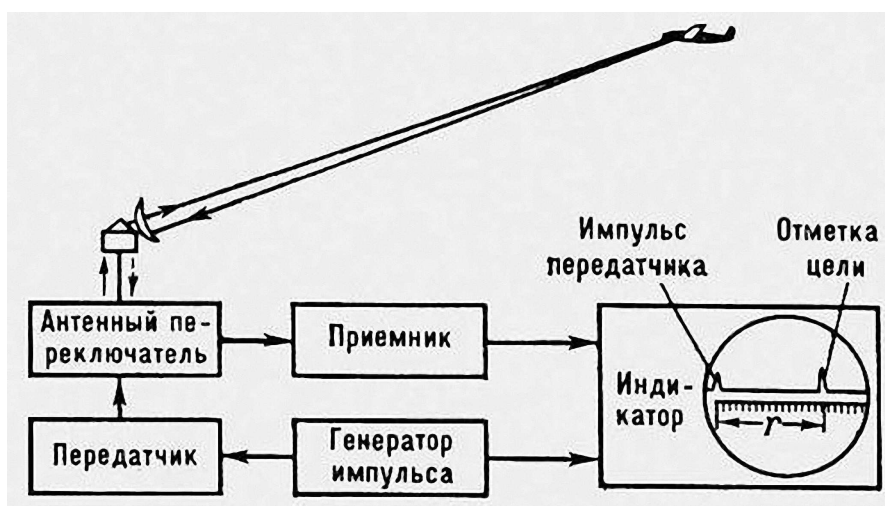 Импульс
передатчика
Отметка
цели
Антенный пе-
реключатель
Приемник
Инди-
катор
r
Передатчик
Генератор
импульса